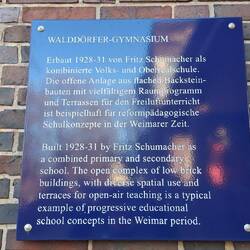 WALDDÖRFER-GYMNASIUM
Erbaut 1928-31 von Fritz Schumacher als
kombinierte Volks- und Oberrealschule.
Die offene Anlage aus flachen Backstein-
bauten mit vielfältigem Raumprogramm
und Terrassen für den Freiluftunterricht
ist beispielhaft für reformpädagogische
Schulkonzepte in der Weimarer Zeit.
Built 1928-31 by Fritz Schumacher as
a combined primary and secondary
school. The open complex of low brick
buildings, with diverse spatial use and
terraces for open-air teaching is a typical
example of progressive educational
school concepts in the Weimar period.